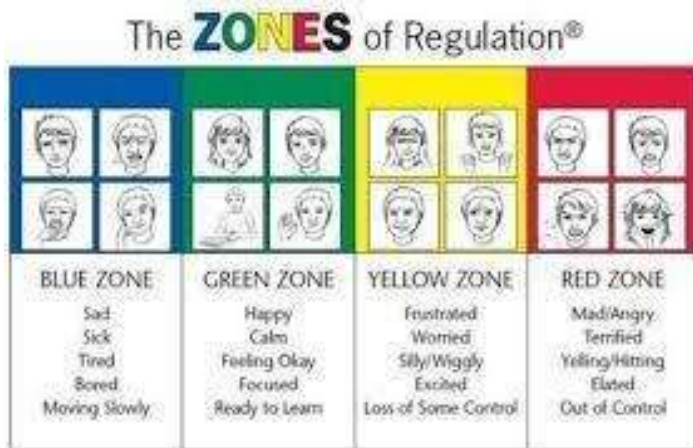 The ZONES of Regulation®
BLUE ZONE
Sad
Sick
Tired
Bored
Moving Slowly
GREEN ZONE
Happy
Calm
Feeling Okay
Focused
Ready to Learn
YELLOW ZONE
Frustrated
Worried
Silly/Wiggly
Excited
Loss of Some Control
RED ZONE
Mad/Angry
Terrified
Yelling/Hitting
Elated
Out of Control